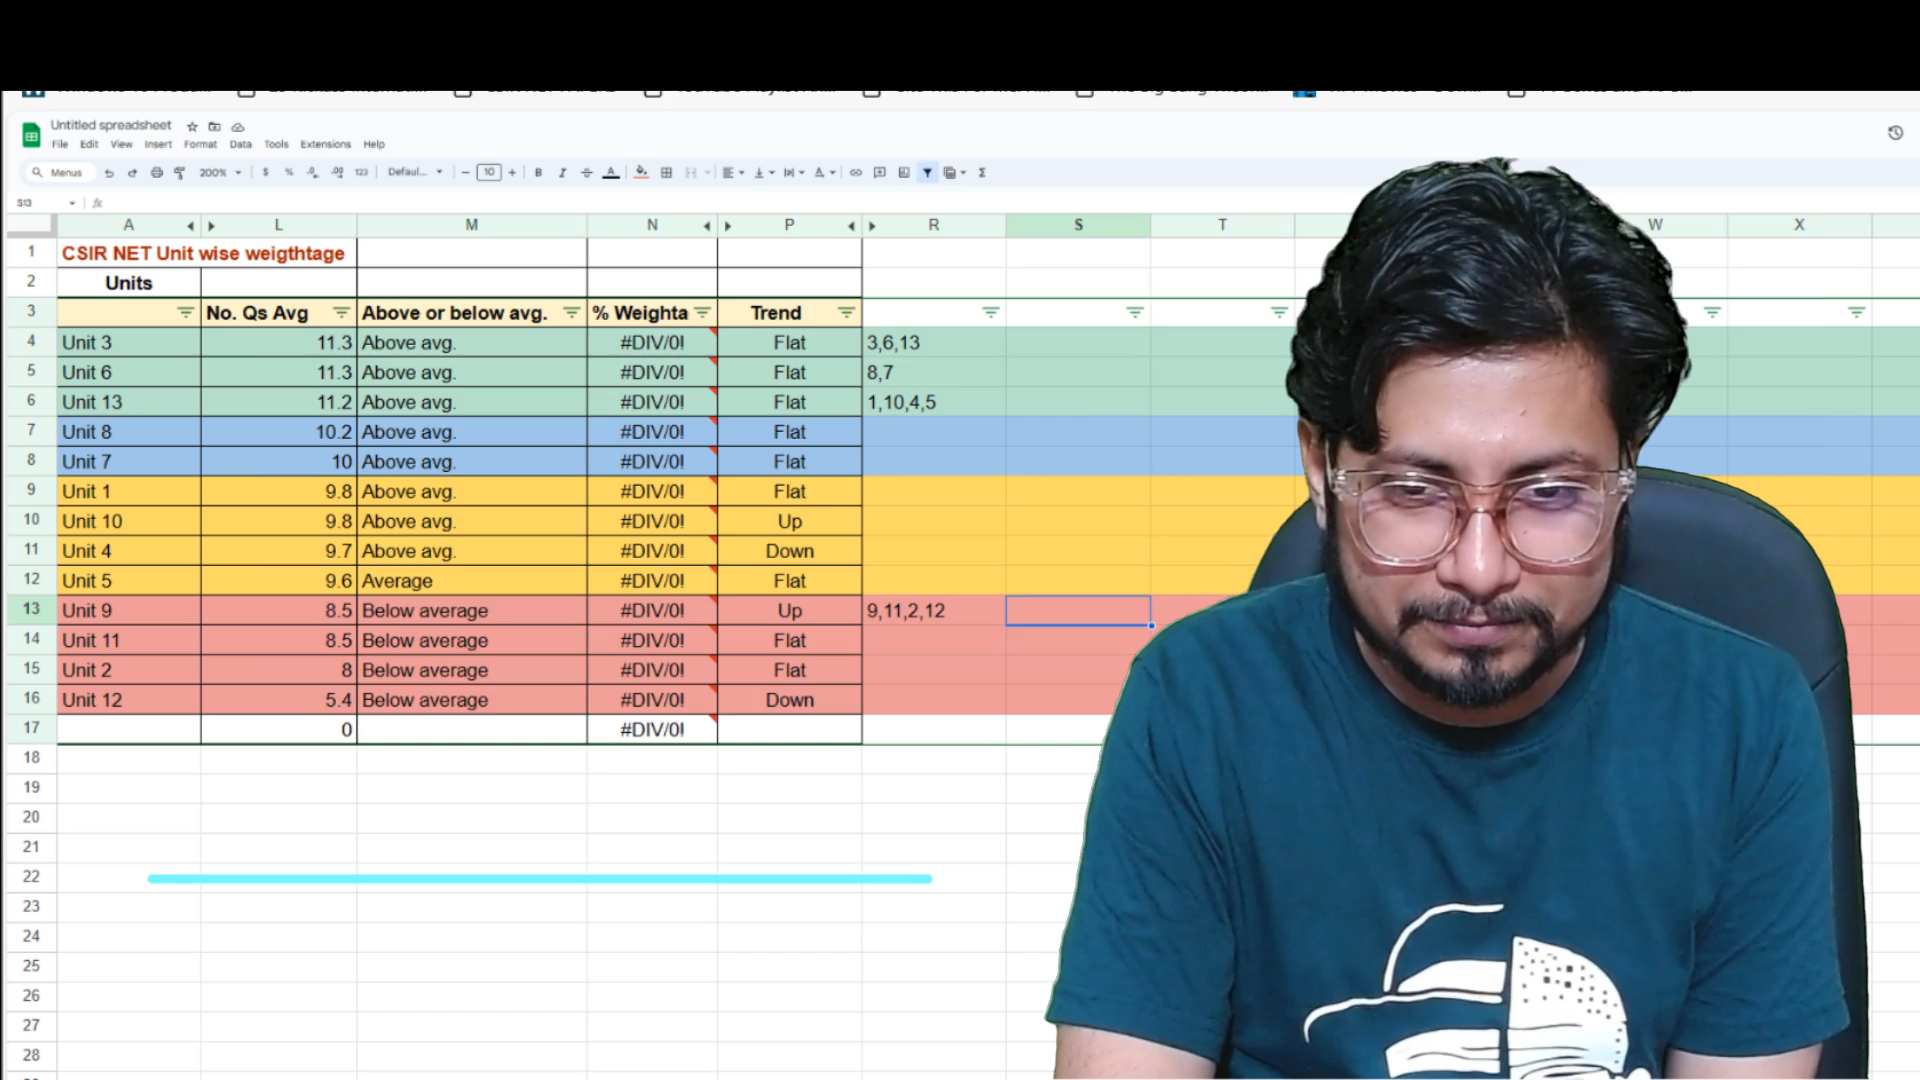 Untitled spreadsheet
File Edit View Insert Format Data Tools Extensions Help
Menus 200% $ % .0 .00 123 Defaul... − 10 + B I A A Σ
S13 fx
A L M N P R S T W X
1 CSIR NET Unit wise weigthtage
2 Units
3 No. Qs Avg Above or below avg. % Weighta Trend
4 Unit 3 11.3 Above avg. #DIV/0! Flat 3,6,13
5 Unit 6 11.3 Above avg. #DIV/0! Flat 8,7
6 Unit 13 11.2 Above avg. #DIV/0! Flat 1,10,4,5
7 Unit 8 10.2 Above avg. #DIV/0! Flat
8 Unit 7 10 Above avg. #DIV/0! Flat
9 Unit 1 9.8 Above avg. #DIV/0! Flat
10 Unit 10 9.8 Above avg. #DIV/0! Up
11 Unit 4 9.7 Above avg. #DIV/0! Down
12 Unit 5 9.6 Average #DIV/0! Flat
13 Unit 9 8.5 Below average #DIV/0! Up 9,11,2,12
14 Unit 11 8.5 Below average #DIV/0! Flat
15 Unit 2 8 Below average #DIV/0! Flat
16 Unit 12 5.4 Below average #DIV/0! Down
17 0 #DIV/0!
18
19
20
21
22
23
24
25
26
27
28